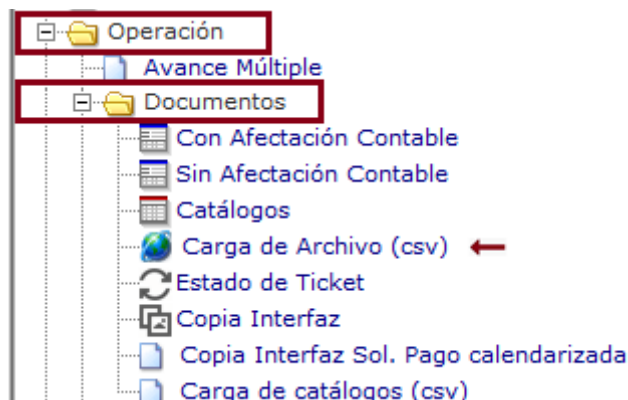 Operación
Avance Múltiple
Documentos
Con Afectación Contable
Sin Afectación Contable
Catálogos
Carga de Archivo (csv)
Estado de Ticket
Copia Interfaz
Copia Interfaz Sol. Pago calendarizada
Carga de catálogos (csv)